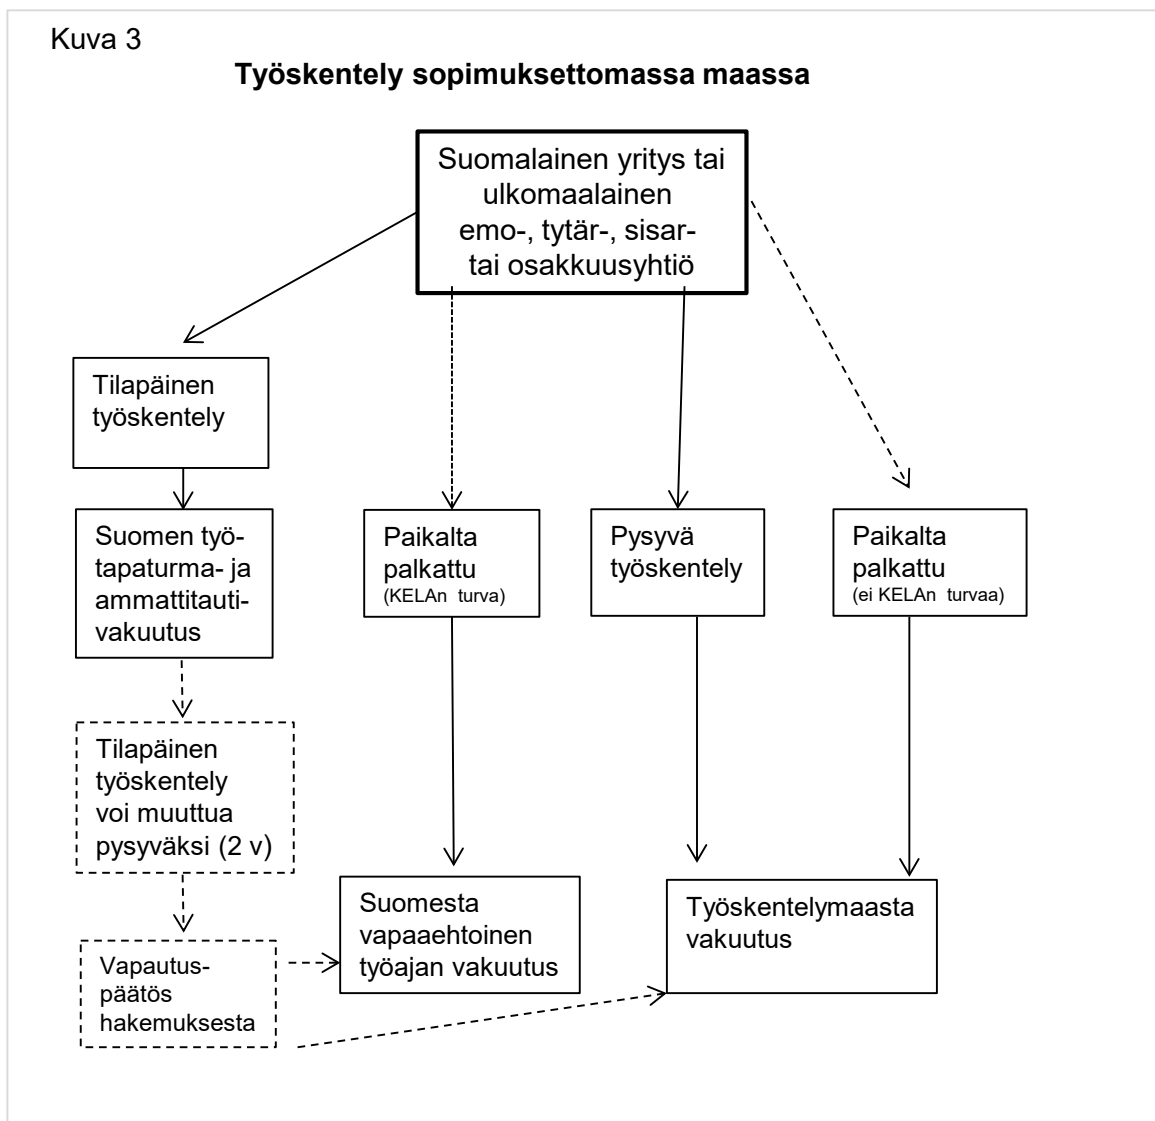 Kuva 3
Työskentely sopimuksettomassa maassa
Suomalainen yritys tai
ulkomaalainen
emo-, tytär-, sisar-
tai osakkuusyhtiö
Tilapäinen
työskentely
Suomen työ-
tapaturma- ja
ammattitauti-
vakuutus
Paikalta
palkattu
(KELAn turva)
Pysyvä
työskentely
Paikalta
palkattu
(ei KELAn turvaa)
Tilapäinen
työskentely
voi muuttua
pysyväksi (2 v)
Suomesta
vapaaehtoinen
työajan vakuutus
Työskentelymaasta
vakuutus
Vapautus-
päätös
hakemuksesta